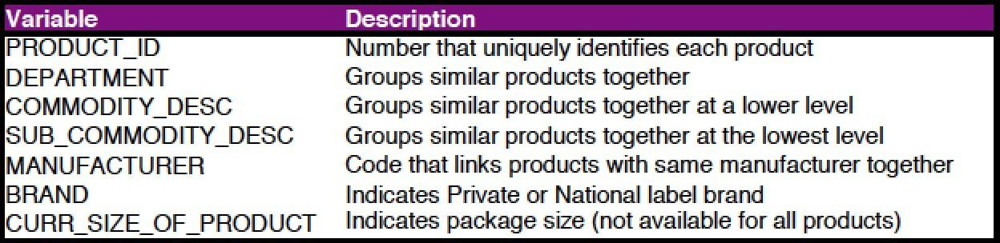 Variable Description
PRODUCT_ID Number that uniquely identifies each product
DEPARTMENT Groups similar products together
COMMODITY_DESC Groups similar products together at a lower level
SUB_COMMODITY_DESC Groups similar products together at the lowest level
MANUFACTURER Code that links products with same manufacturer together
BRAND Indicates Private or National label brand
CURR_SIZE_OF_PRODUCT Indicates package size (not available for all products)